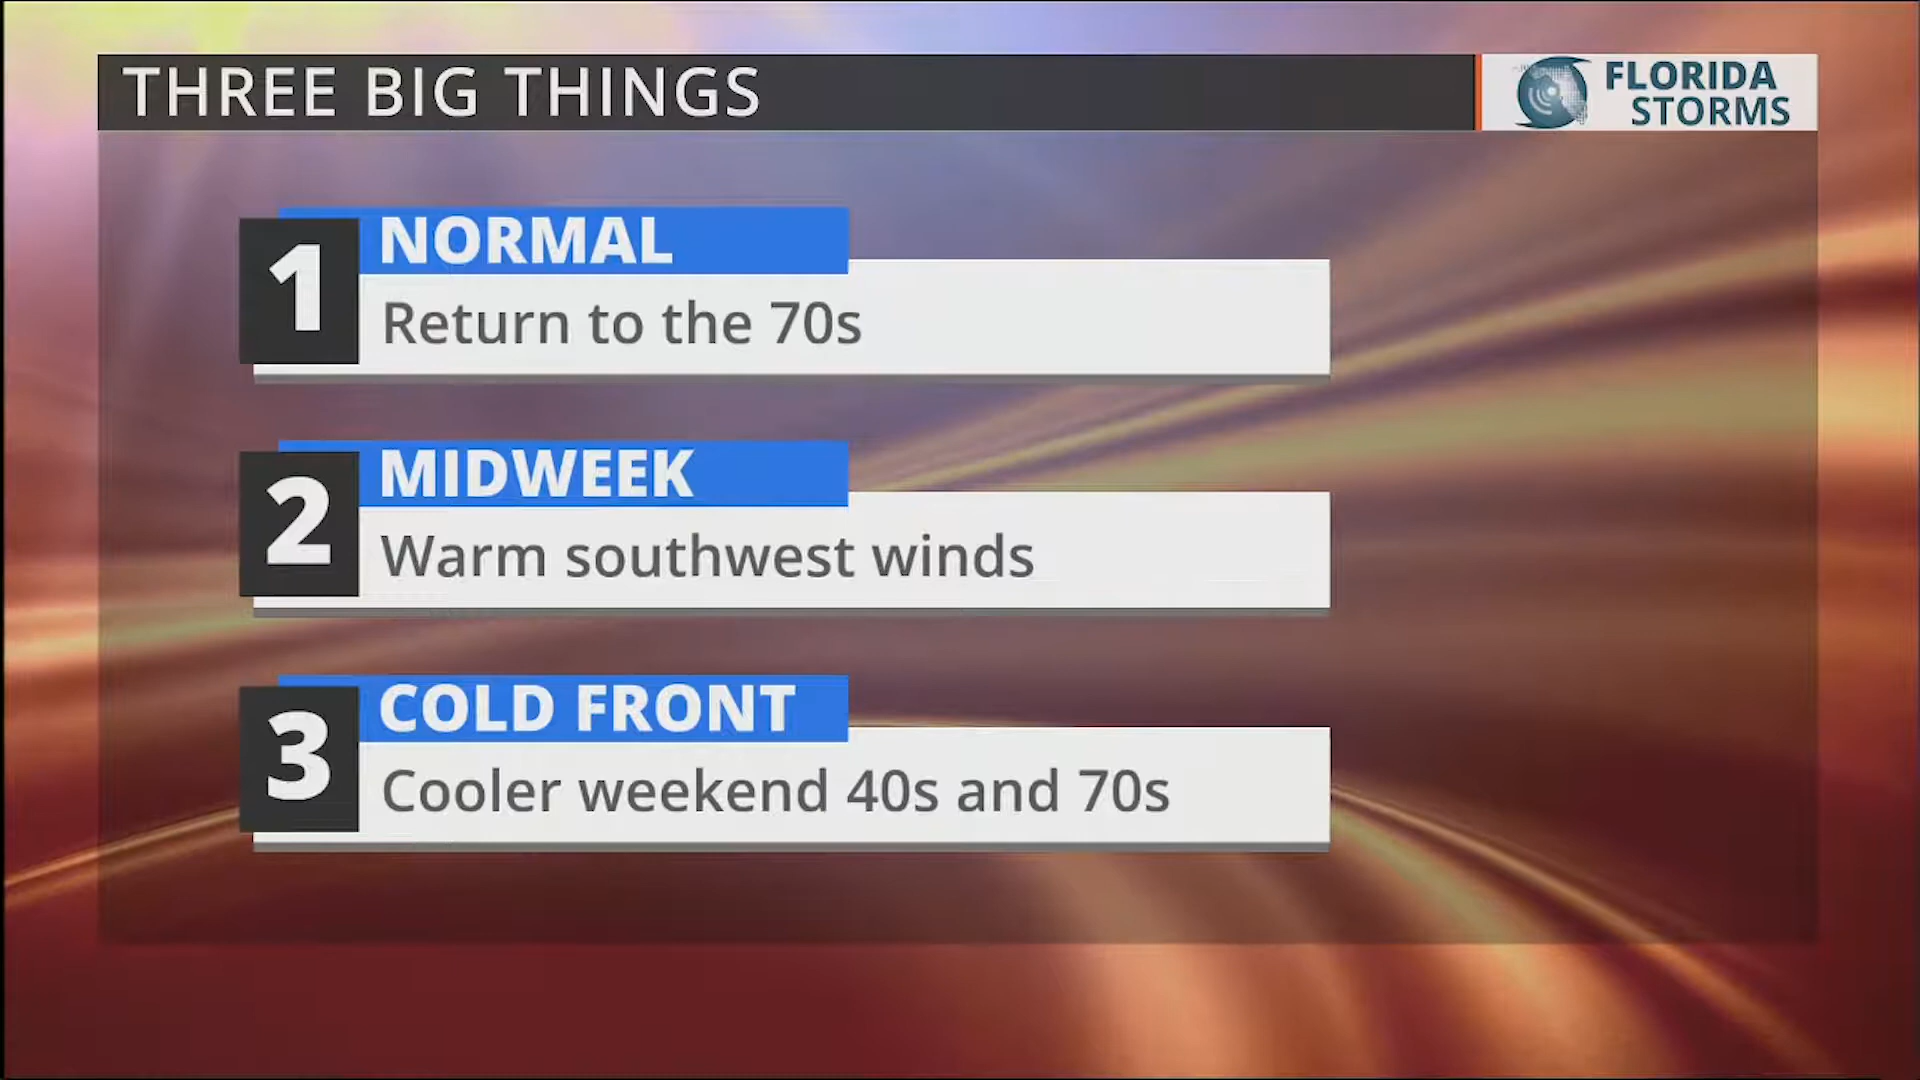 THREE BIG THINGS
FLORIDA
STORMS
1
NORMAL
Return to the 70s
2
MIDWEEK
Warm southwest winds
3
COLD FRONT
Cooler weekend 40s and 70s